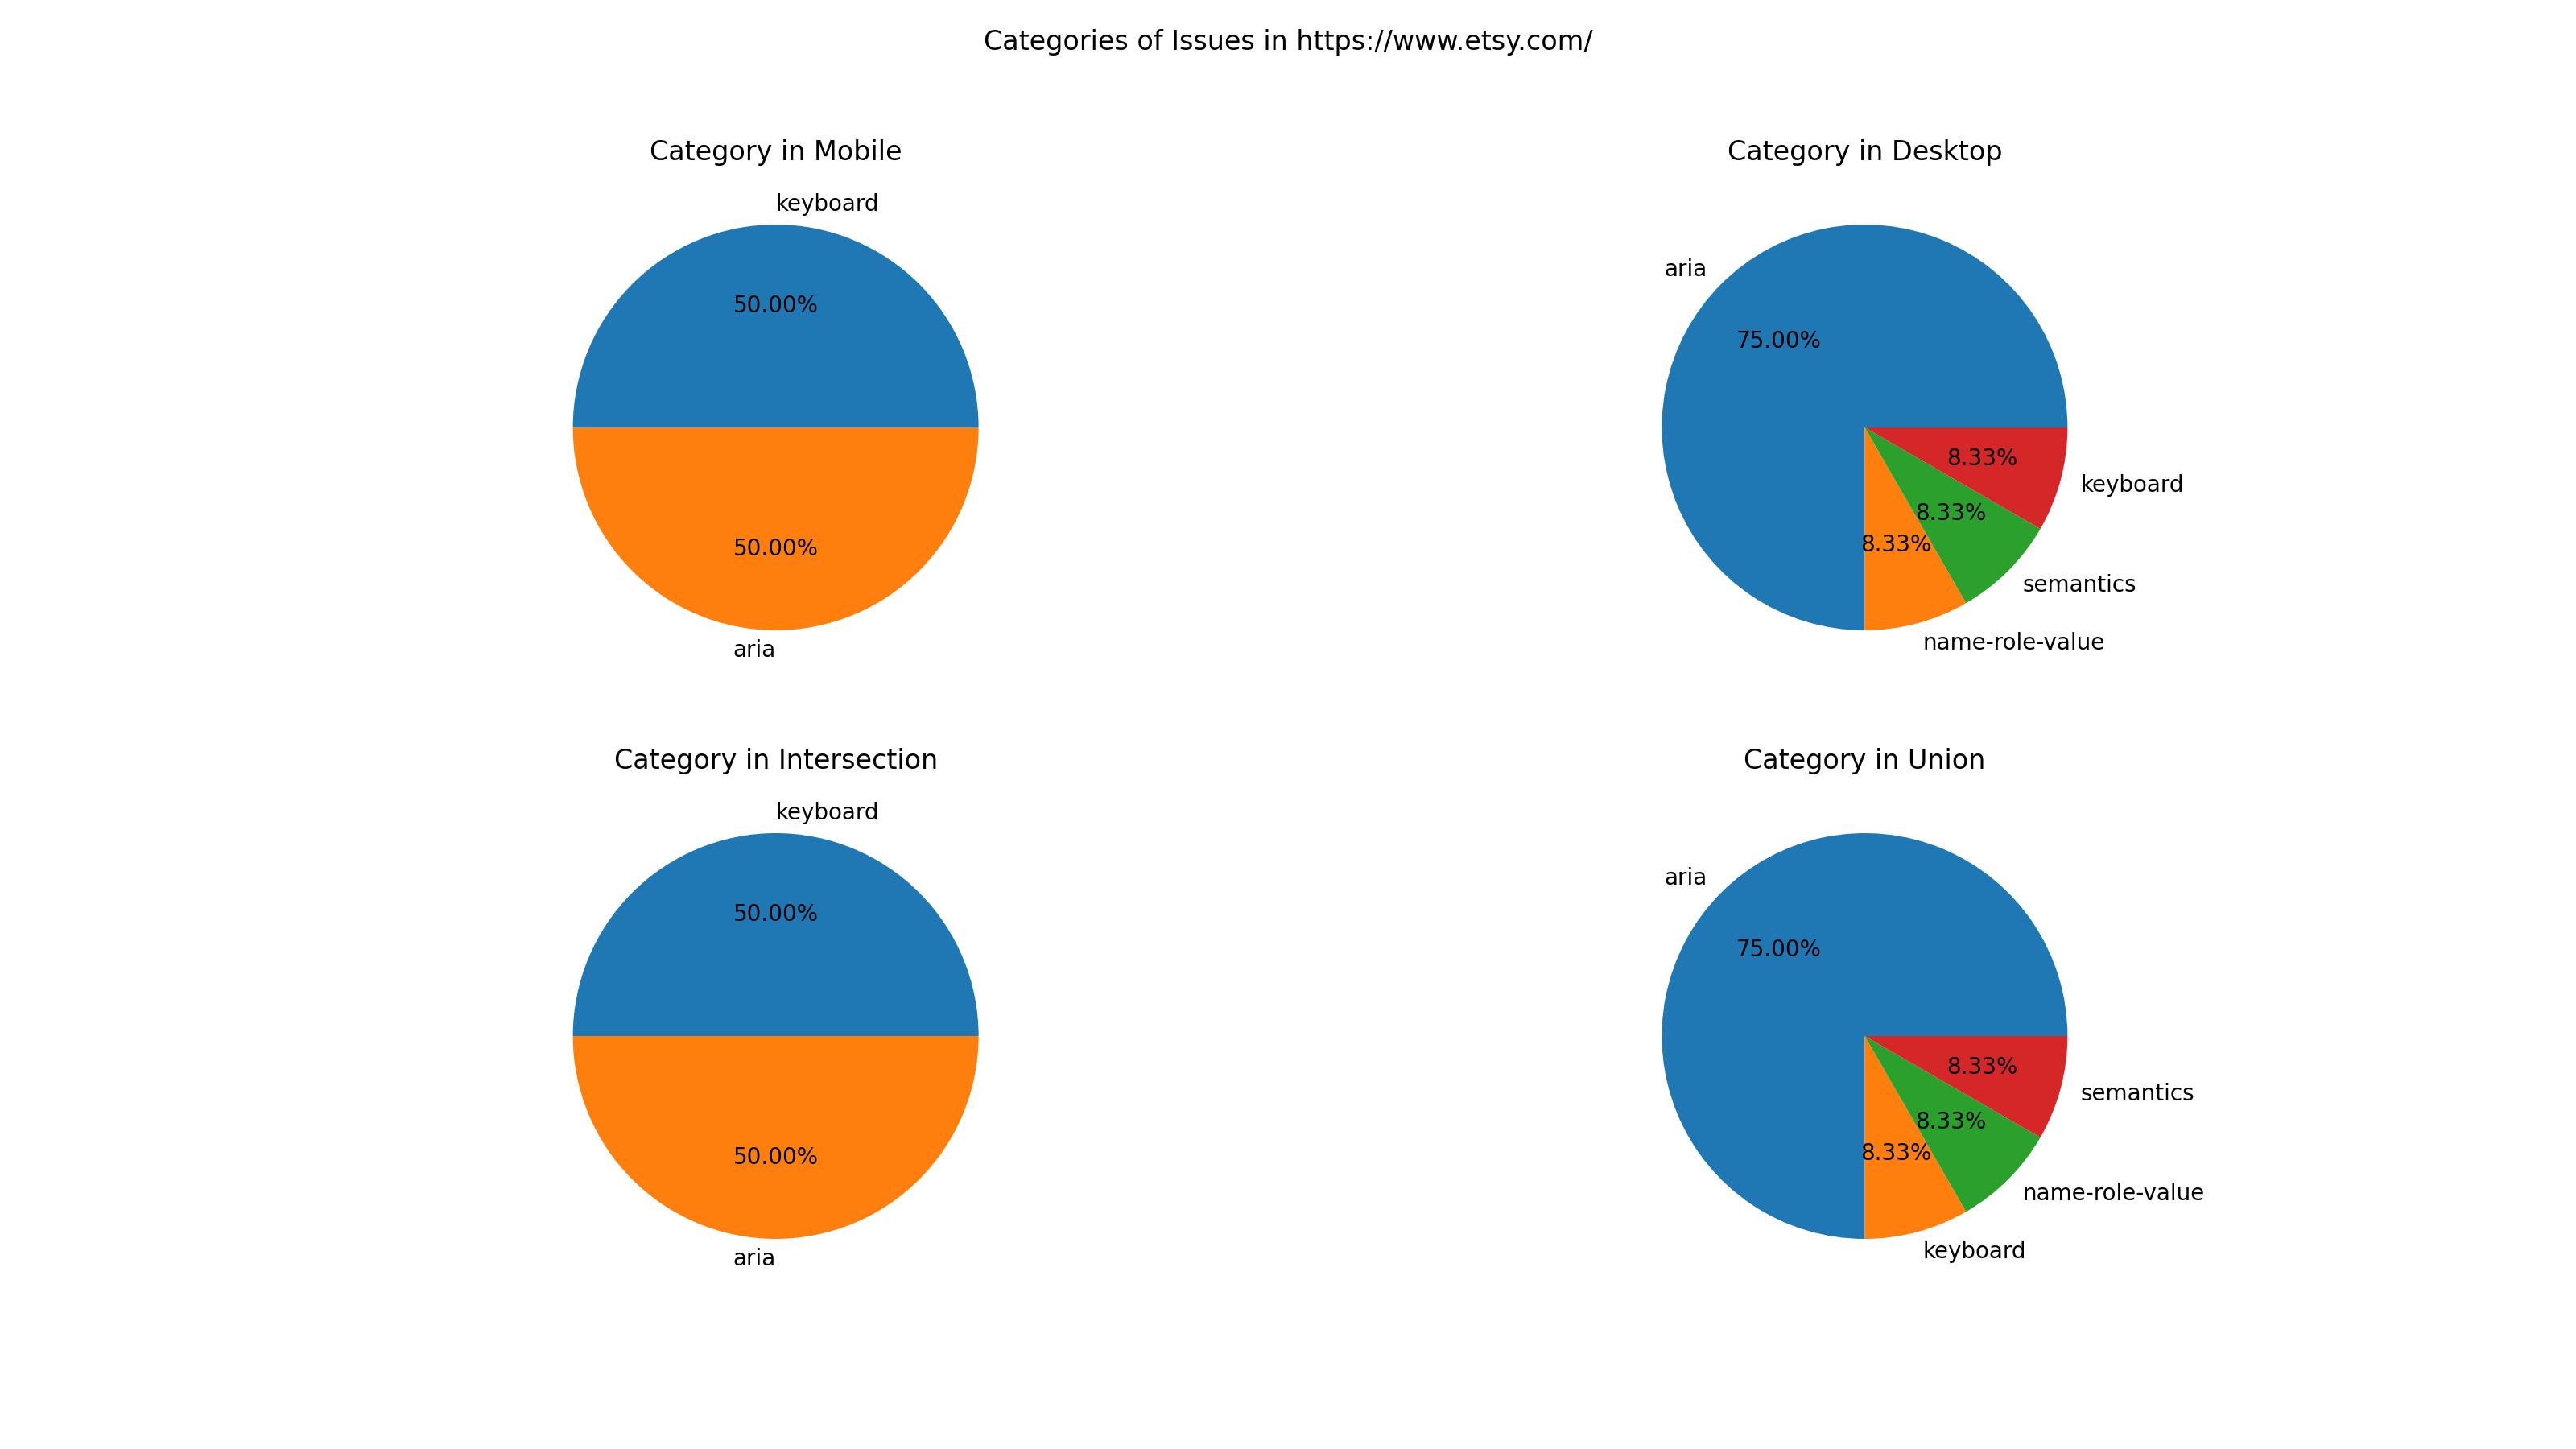 Categories of Issues in https://www.etsy.com/
Category in Mobile
keyboard
50.00%
50.00%
aria
Category in Desktop
aria
75.00%
8.33%
keyboard
8.33%
8.33%
semantics
name-role-value
Category in Intersection
keyboard
50.00%
50.00%
aria
Category in Union
aria
75.00%
8.33%
semantics
8.33%
8.33%
name-role-value
keyboard